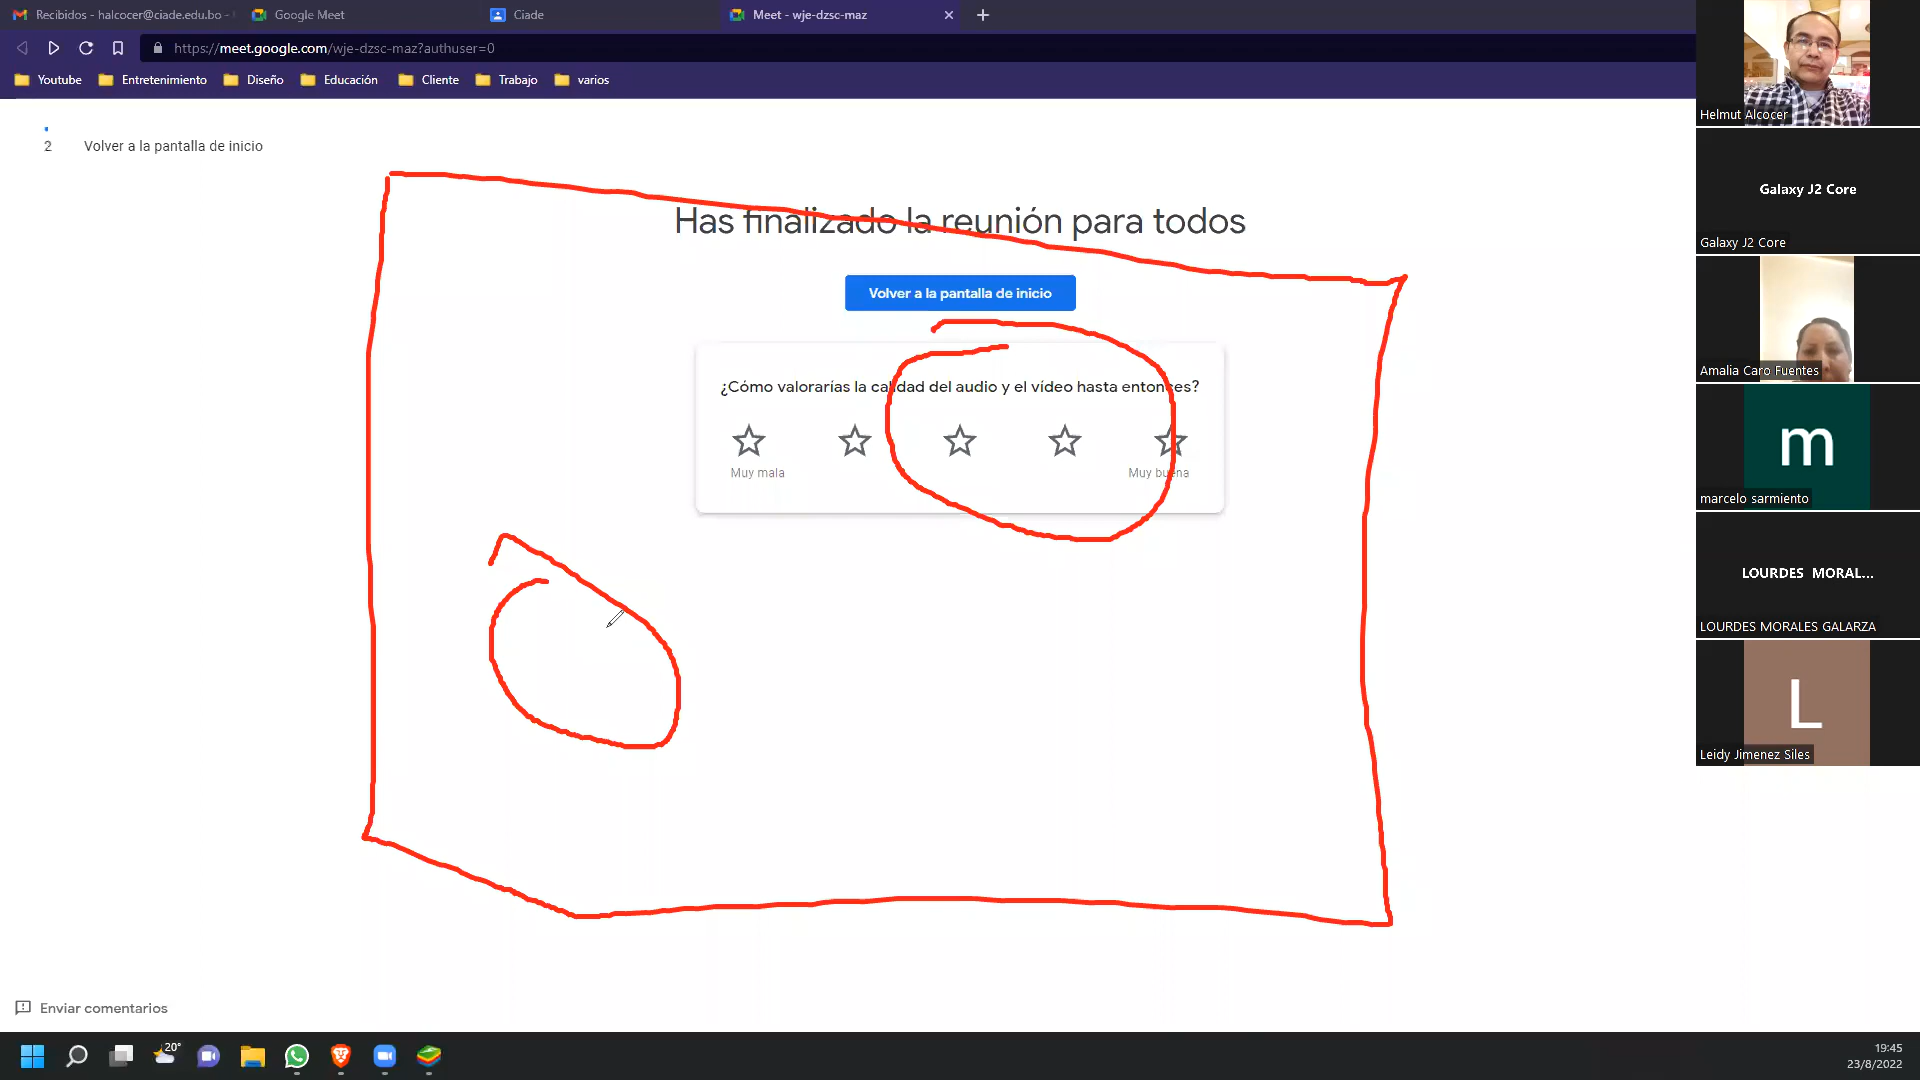 Recibidos - halcocer@ciade.edu.bo -
Google Meet
Ciade
Meet - wje-dzsc-maz
https://meet.google.com/wje-dzsc-maz?authuser=0
Youtube
Entretenimiento
Diseño
Educación
Cliente
Trabajo
varios
2 Volver a la pantalla de inicio
Has finalizado la reunión para todos
Volver a la pantalla de inicio
¿Cómo valorarías la calidad del audio y el vídeo hasta entonces?
Muy mala
Muy buena
Enviar comentarios
Helmut Alcocer
Galaxy J2 Core
Galaxy J2 Core
Amalia Caro Fuentes
m
marcelo sarmiento
LOURDES MORAL...
LOURDES MORALES GALARZA
L
Leidy Jimenez Siles
20°
19:45
23/8/2022